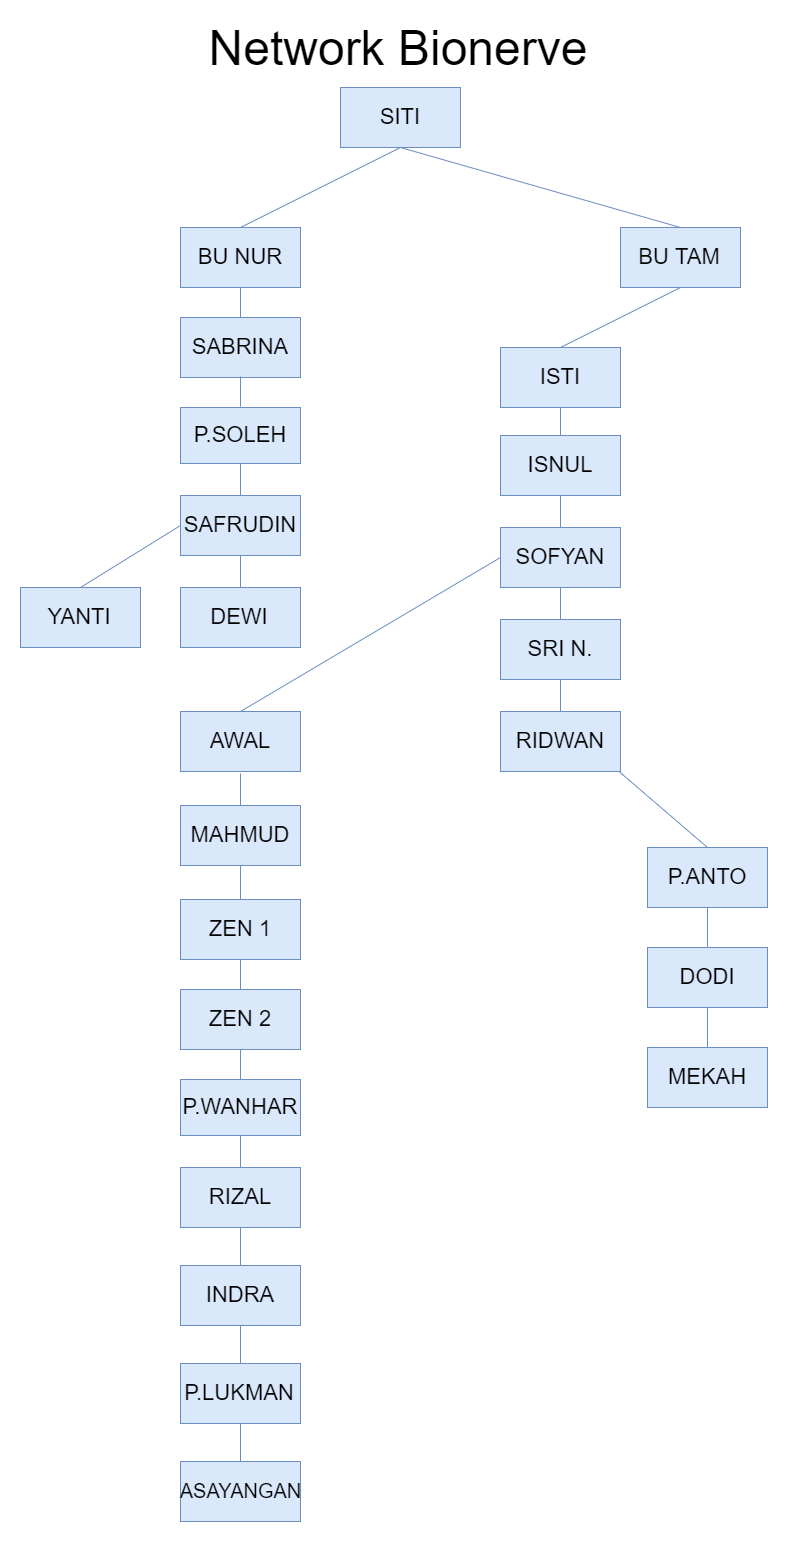 Network Bionerve
SITI
BU NUR
BU TAM
SABRINA
ISTI
P.SOLEH
ISNUL
SAFRUDIN
SOFYAN
YANTI
DEWI
SRI N.
AWAL
RIDWAN
MAHMUD
P.ANTO
ZEN 1
DODI
ZEN 2
MEKAH
P.WANHAR
RIZAL
INDRA
P.LUKMAN
ASAYANGAN